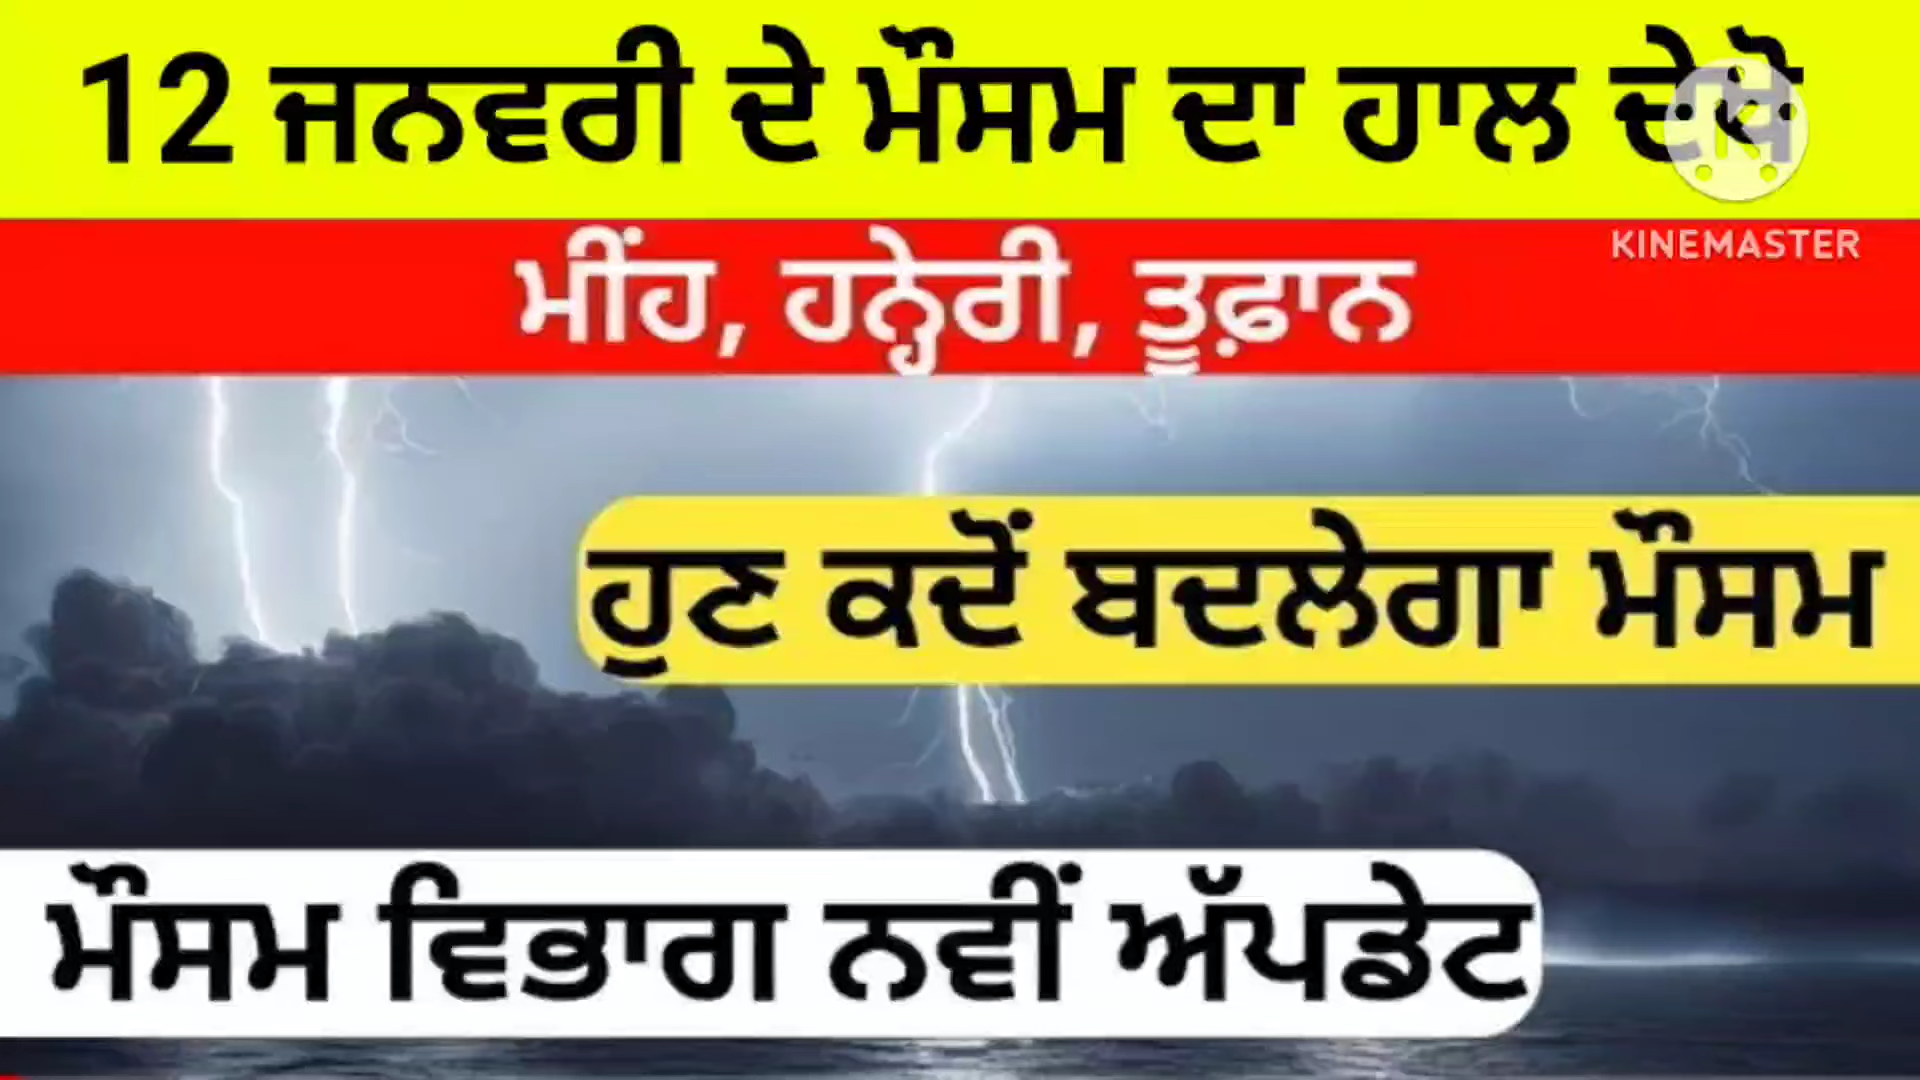 12 ਜਨਵਰੀ ਦੇ ਮੌਸਮ ਦਾ ਹਾਲ ਦੇਖੋ
KINEMASTER
ਮੀਂਹ, ਹਨ੍ਹੇਰੀ, ਤੂਫ਼ਾਨ
ਹੁਣ ਕਦੋਂ ਬਦਲੇਗਾ ਮੌਸਮ
ਮੌਸਮ ਵਿਭਾਗ ਨਵੀਂ ਅੱਪਡੇਟ